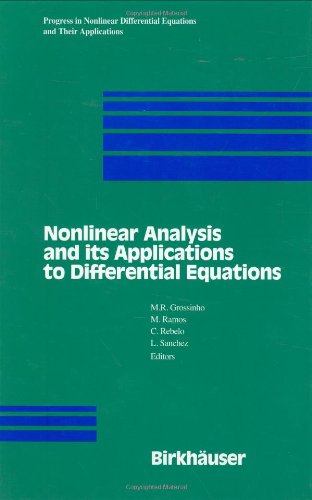 Progress in Nonlinear Differential Equations
and Their Applications
Nonlinear Analysis
and its Applications
to Differential Equations
M.R. Grossinho
M. Ramos
C. Rebelo
L. Sanchez
Editors
Birkhäuser